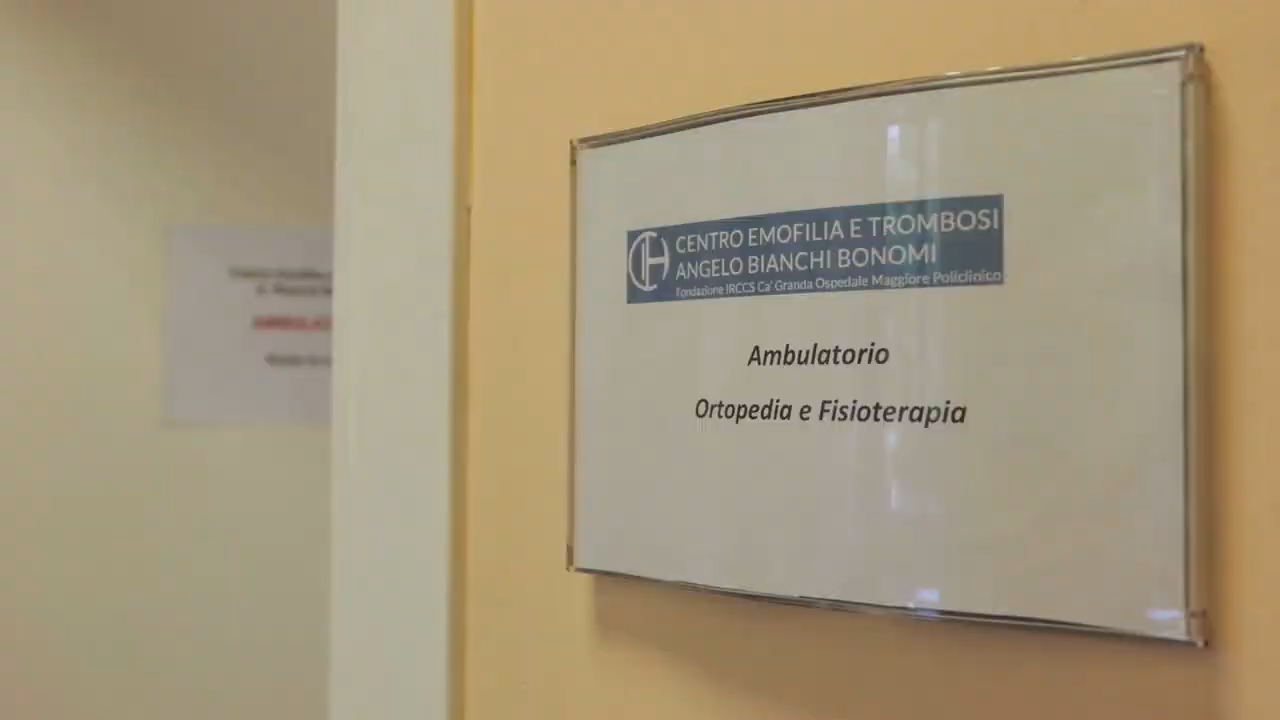 CENTRO EMOFILIA E TROMBOSI
ANGELO BIANCHI BONOMI
Fondazione IRCCS Ca' Granda Ospedale Maggiore Policlinico
Ambulatorio
Ortopedia e Fisioterapia